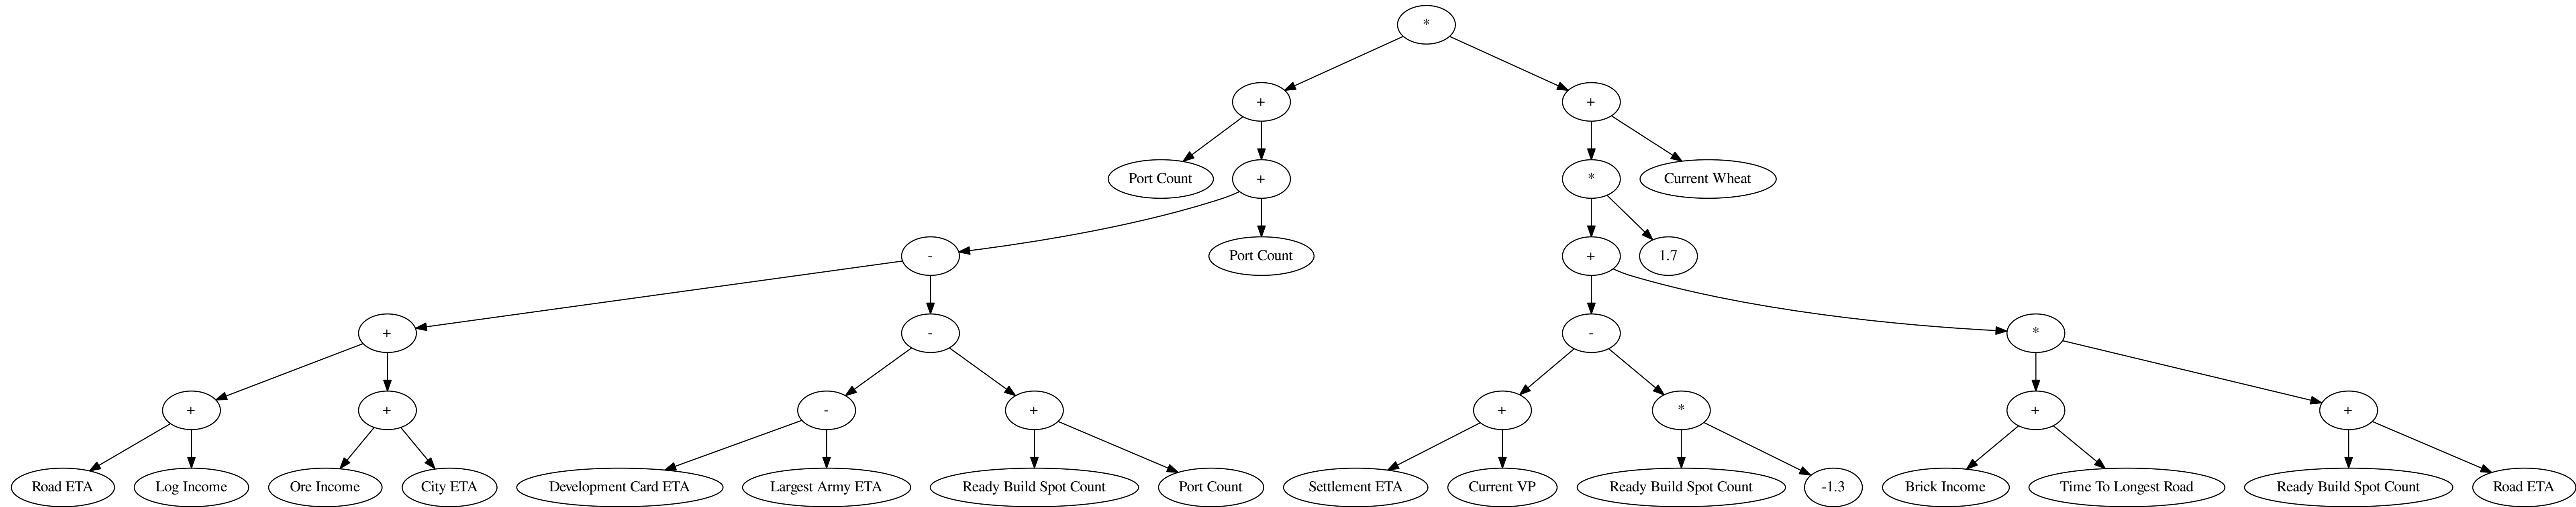 *
+ +
Port Count + * Current Wheat
- Port Count + 1.7
+ - - *
+ + - + + * + +
Road ETA Log Income Ore Income City ETA Development Card ETA Largest Army ETA Ready Build Spot Count Port Count Settlement ETA Current VP Ready Build Spot Count -1.3 Brick Income Time To Longest Road Ready Build Spot Count Road ETA